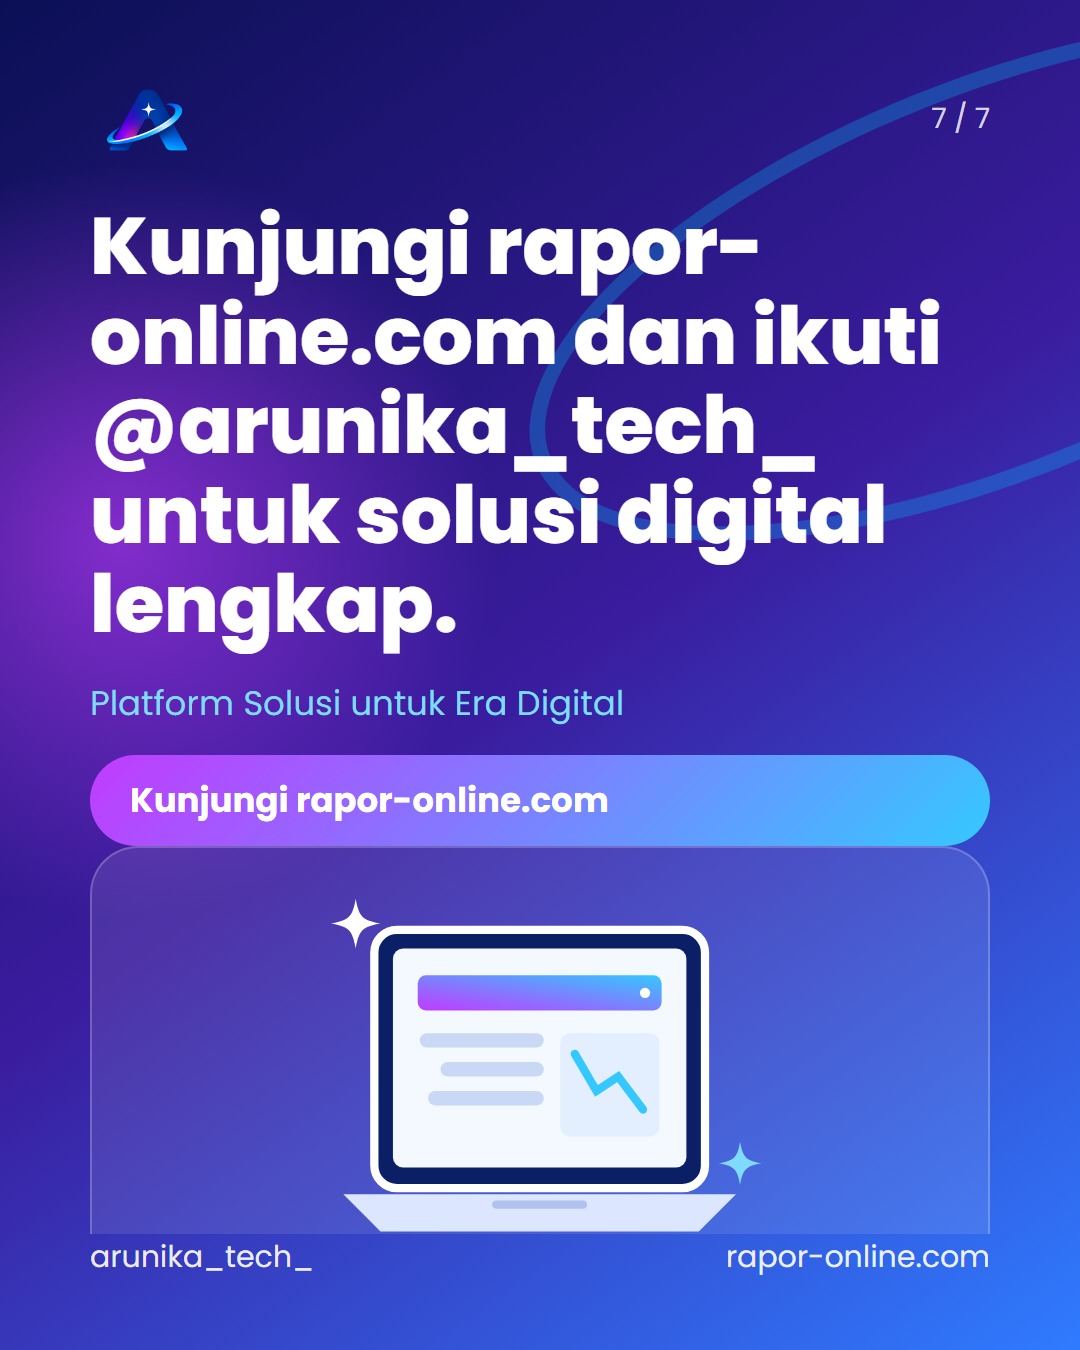 7 / 7
Kunjungi rapor-
online.com dan ikuti
@arunika_tech_
untuk solusi digital
lengkap.
Platform Solusi untuk Era Digital
Kunjungi rapor-online.com
arunika_tech_
rapor-online.com